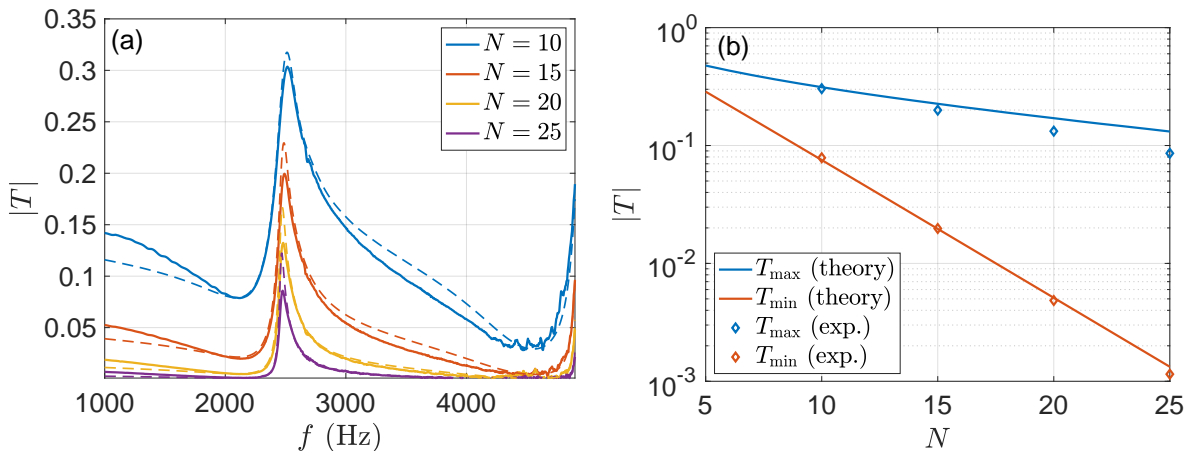 (a)
0.35
0.3
0.25
0.2
0.15
0.1
0.05
|T|
1000
2000
3000
4000
f (Hz)
N = 10
N = 15
N = 20
N = 25
(b)
10^0
10^-1
10^-2
10^-3
|T|
5
10
15
20
25
N
T_max (theory)
T_min (theory)
T_max (exp.)
T_min (exp.)